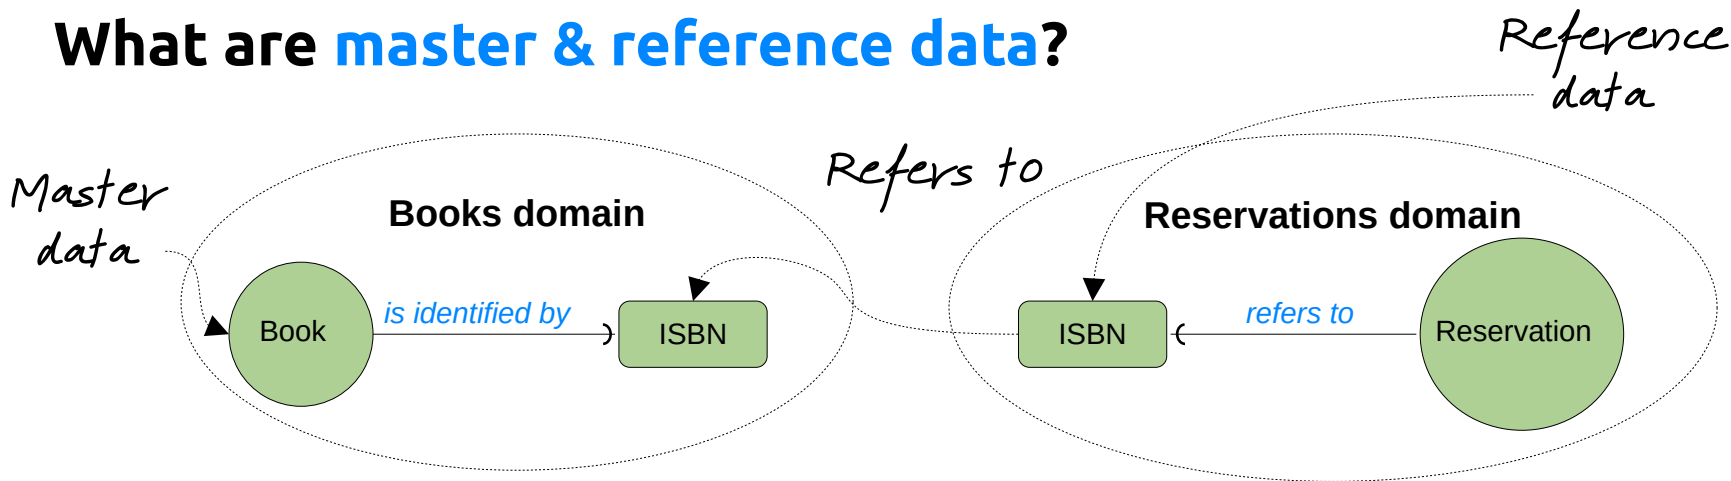 What are master & reference data?
Reference
data
Master
data
Refers to
Books domain
Book
is identified by
ISBN
Reservations domain
ISBN
refers to
Reservation